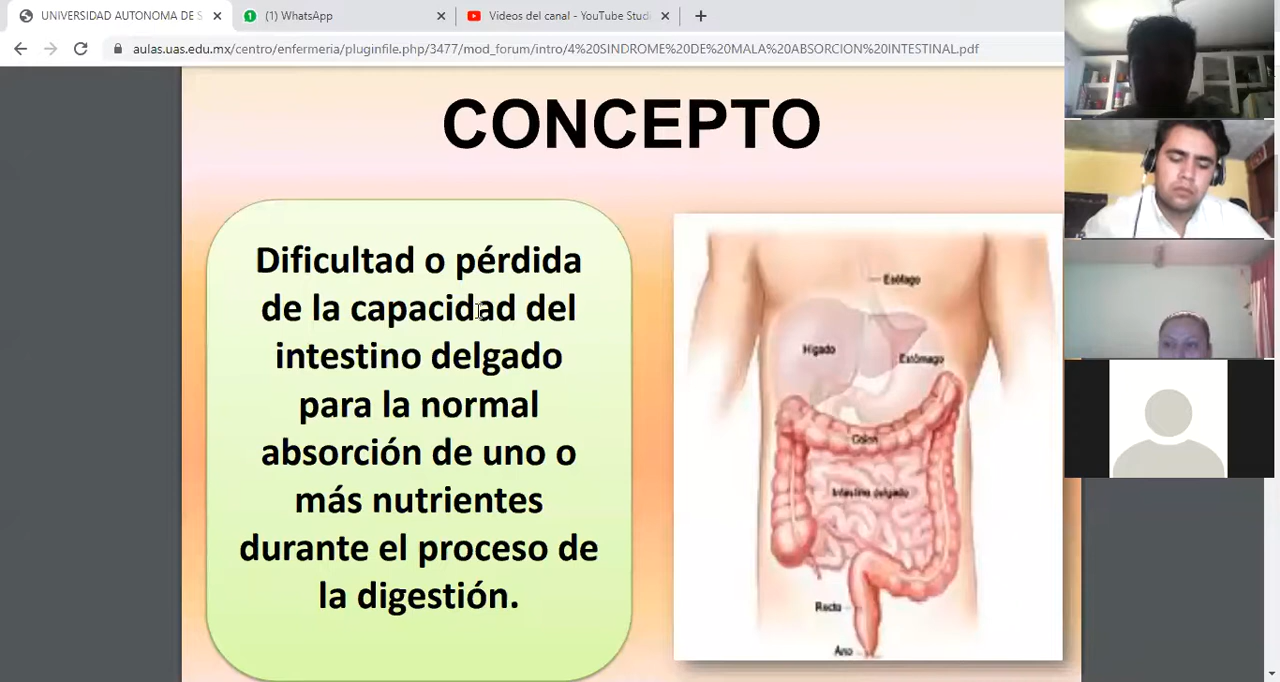 UNIVERSIDAD AUTONOMA DE S
(1) WhatsApp
Videos del canal - YouTube Stud
aulas.uas.edu.mx/centro/enfermeria/pluginfile.php/3477/mod_forum/intro/4%20SINDROME%20DE%20MALA%20ABSORCION%20INTESTINAL.pdf
CONCEPTO
Dificultad o pérdida
de la capacidad del
intestino delgado
para la normal
absorción de uno o
más nutrientes
durante el proceso de
la digestión.
Esófago
Hígado
Estómago
Colon
Intestino delgado
Recto
Ano